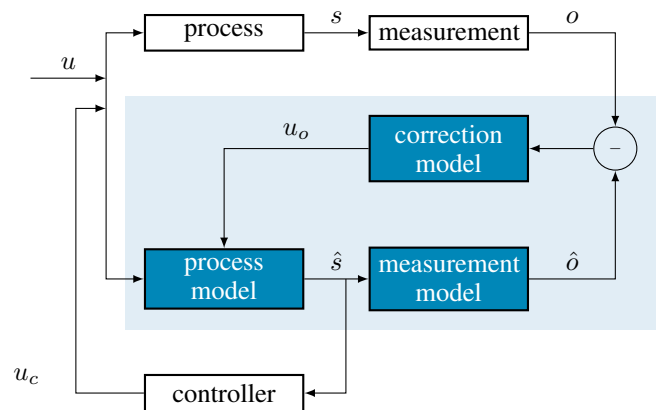 process
s
measurement
o
u
u_o
correction
model
−
process
model
ŝ
measurement
model
ô
u_c
controller